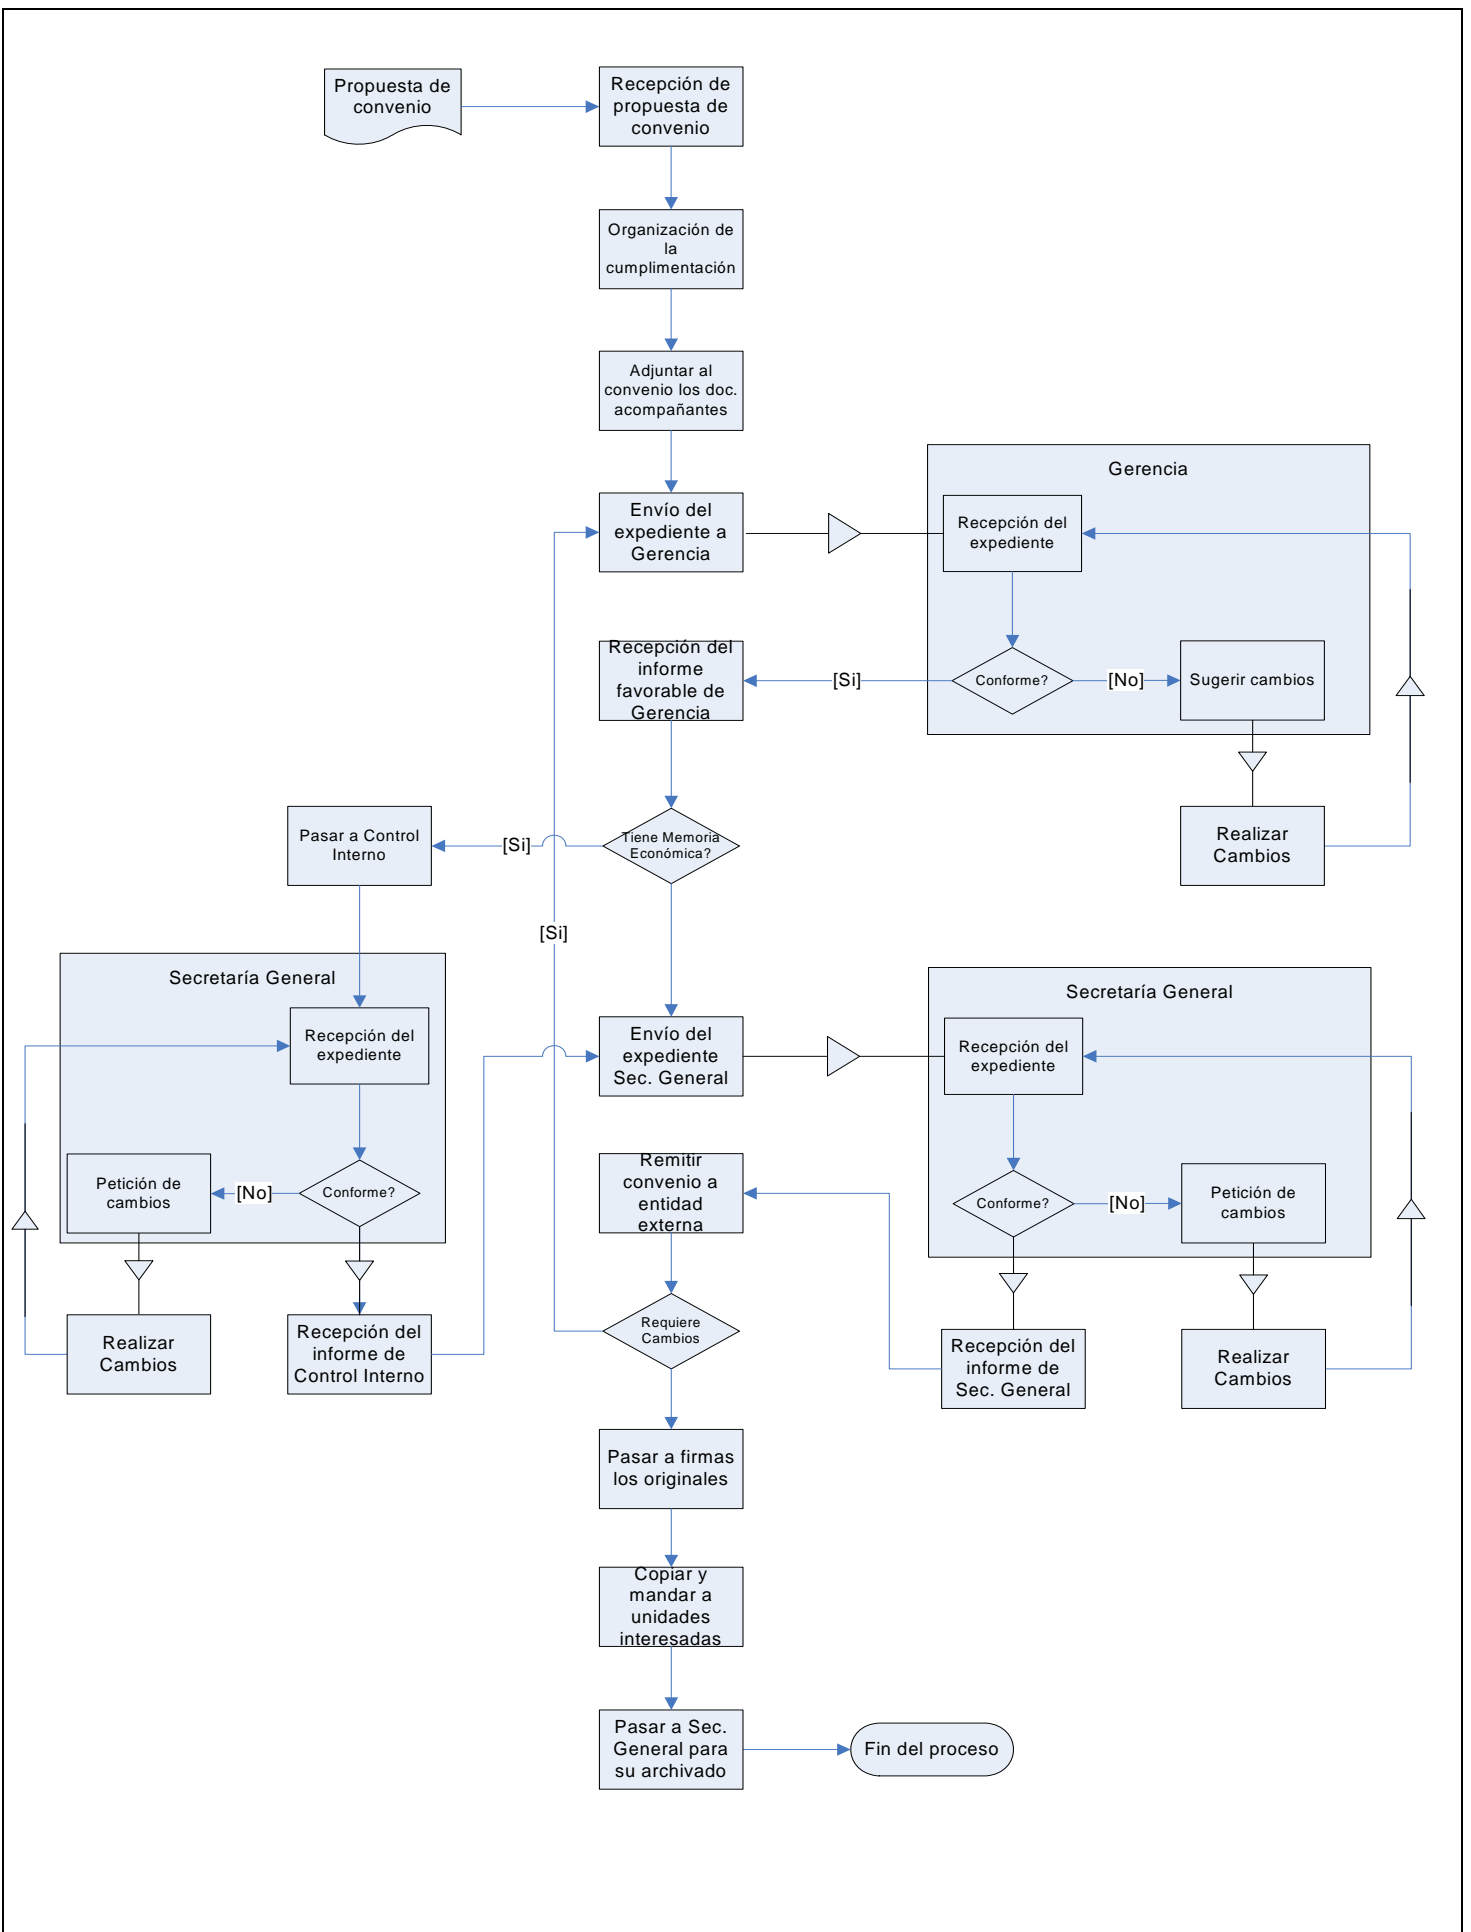 Propuesta de
convenio
Recepción de
propuesta de
convenio
Organización de
la
cumplimentación
Adjuntar al
convenio los doc.
acompañantes
Envío del
expediente a
Gerencia
Gerencia
Recepción del
expediente
Conforme?
[No]
Sugerir cambios
[Si]
Recepción del
informe
favorable de
Gerencia
Realizar
Cambios
Tiene Memoria
Económica?
[Si]
Pasar a Control
Interno
[Si]
Secretaría General
Recepción del
expediente
Conforme?
[No]
Petición de
cambios
Realizar
Cambios
Recepción del
informe de
Control Interno
Envío del
expediente
Sec. General
Secretaría General
Recepción del
expediente
Conforme?
[No]
Petición de
cambios
Realizar
Cambios
Recepción del
informe de
Sec. General
Remitir
convenio a
entidad
externa
Requiere
Cambios
Pasar a firmas
los originales
Copiar y
mandar a
unidades
interesadas
Pasar a Sec.
General para
su archivado
Fin del proceso